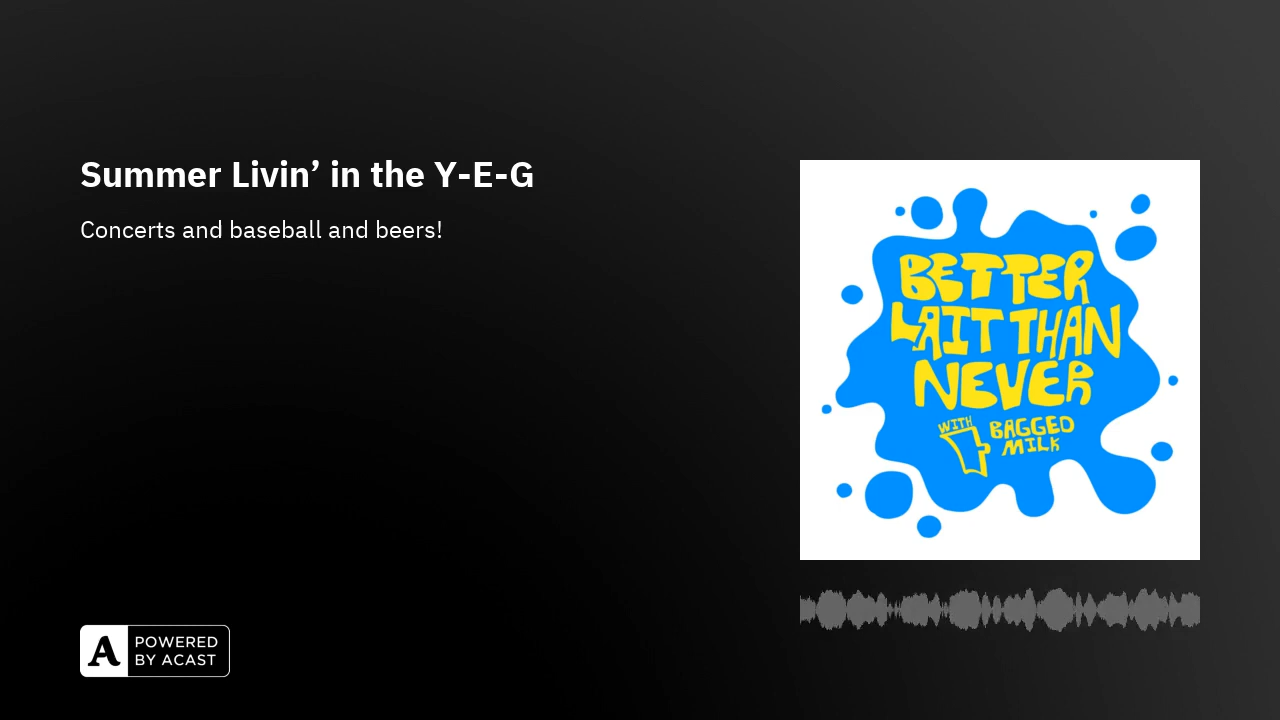 Summer Livin’ in the Y-E-G
Concerts and baseball and beers!
BETTER
LAIT THAN
NEVER
WITH BAGGED
MILK
A POWERED
BY ACAST